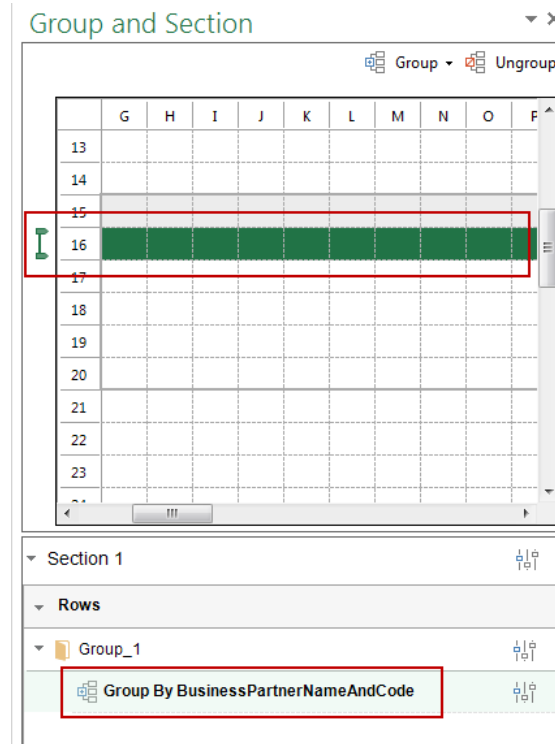 Group and Section
Group Ungroup
G H I J K L M N O P
13
14
15
16
17
18
19
20
21
22
23
Section 1
Rows
Group_1
Group By BusinessPartnerNameAndCode